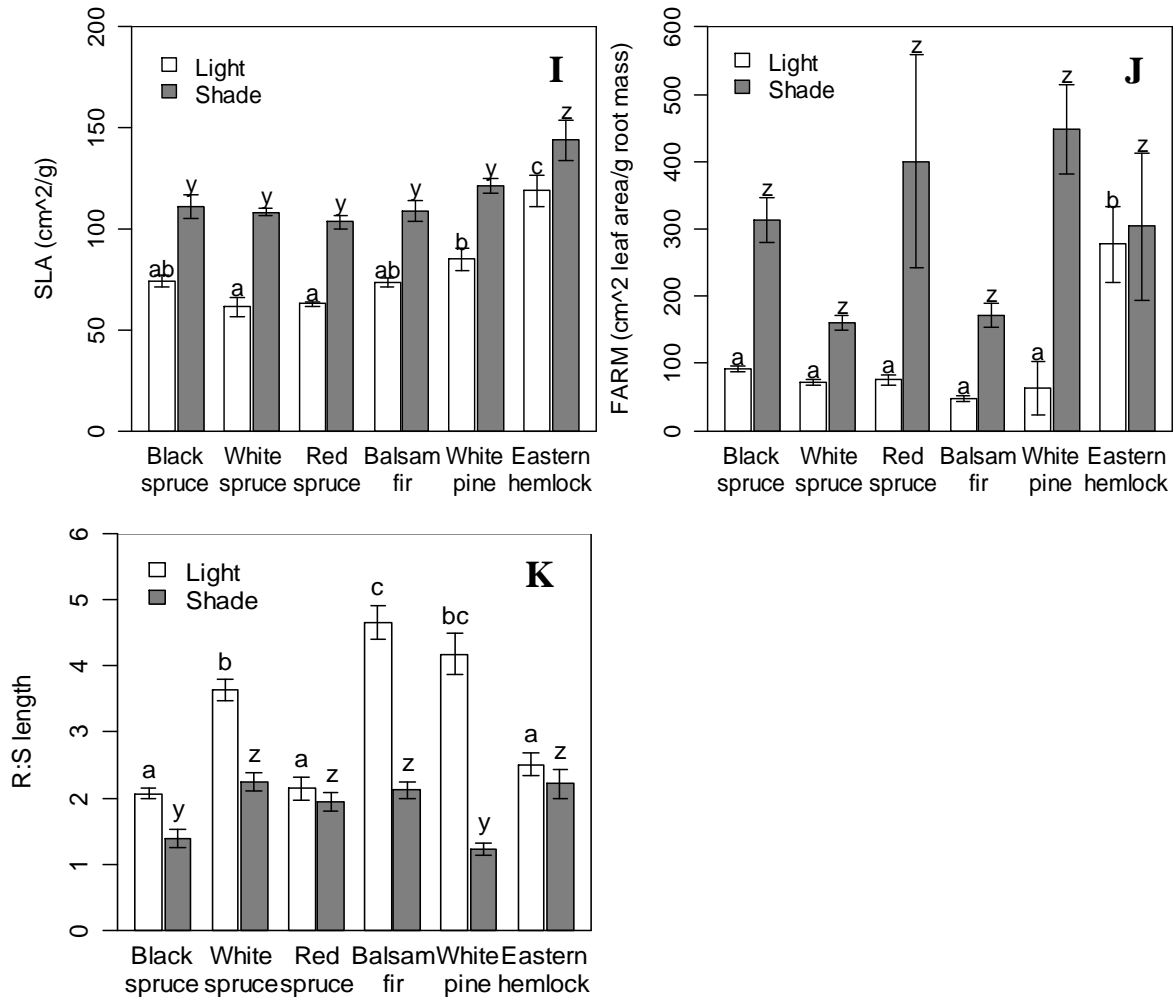 I
Light
Shade
SLA (cm^2/g)
200
150
100
50
0
ab
y
a
y
a
y
ab
y
b
y
c
z
Black spruce
White spruce
Red spruce
Balsam fir
White pine
Eastern hemlock
J
Light
Shade
FARM (cm^2 leaf area/g root mass)
600
500
400
300
200
100
0
a
z
a
z
a
z
a
z
a
z
b
z
Black spruce
White spruce
Red spruce
Balsam fir
White pine
Eastern hemlock
K
Light
Shade
R:S length
6
5
4
3
2
1
0
a
y
b
z
a
z
c
z
bc
y
a
z
Black spruce
White spruce
Red spruce
Balsam fir
White pine
Eastern hemlock